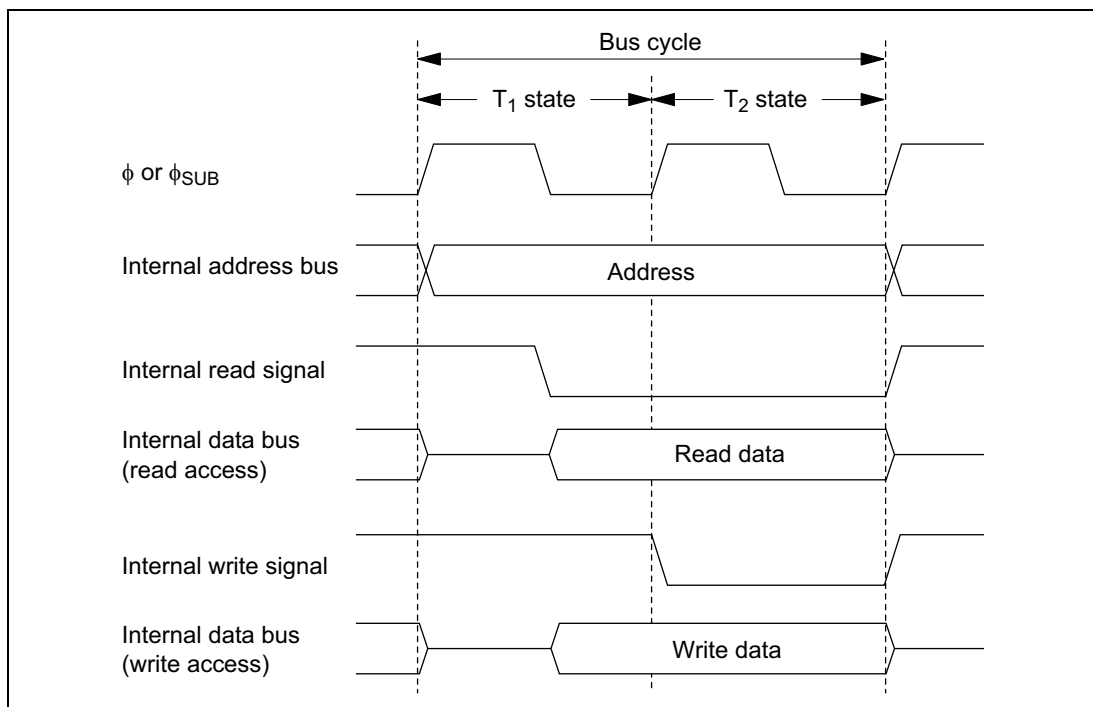 Bus cycle
T1 state
T2 state
ϕ or ϕSUB
Internal address bus
Address
Internal read signal
Internal data bus
(read access)
Read data
Internal write signal
Internal data bus
(write access)
Write data